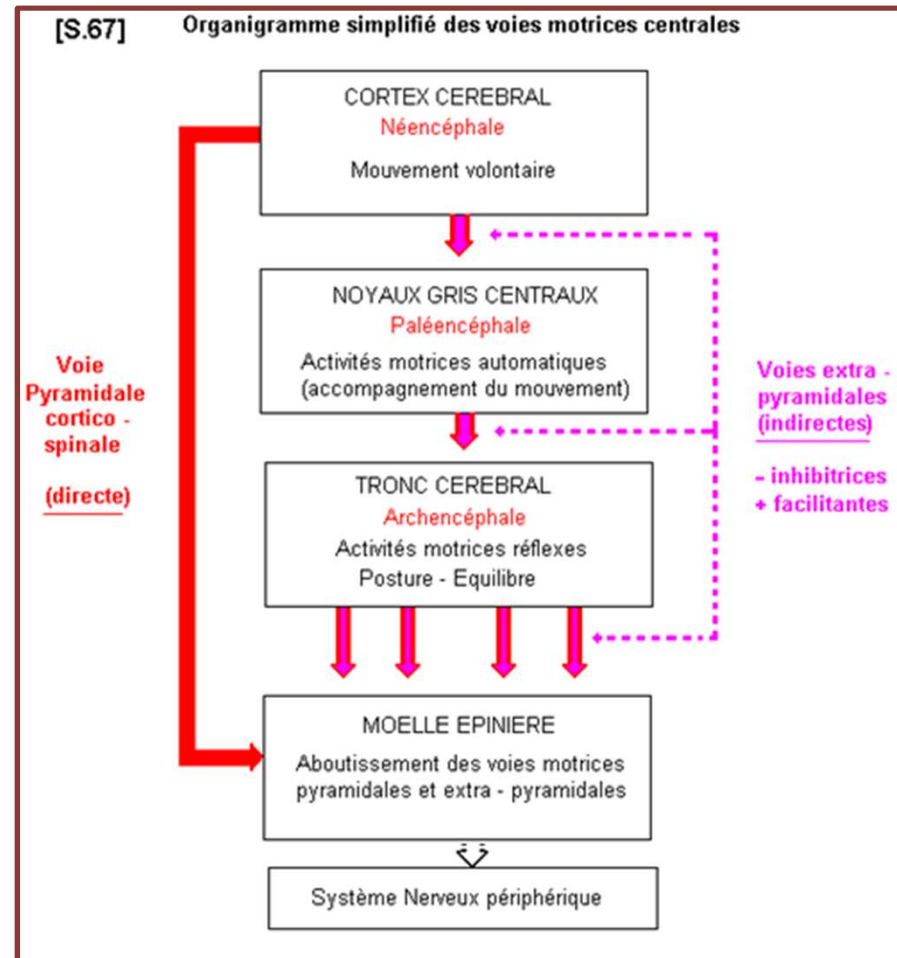 [S.67] Organigramme simplifié des voies motrices centrales
CORTEX CEREBRAL
Néencéphale
Mouvement volontaire
NOYAUX GRIS CENTRAUX
Paléencéphale
Activités motrices automatiques
(accompagnement du mouvement)
Voie
Pyramidale
cortico -
spinale
(directe)
Voies extra -
pyramidales
(indirectes)
- inhibitrices
+ facilitantes
TRONC CEREBRAL
Archencéphale
Activités motrices réflexes
Posture - Equilibre
MOELLE EPINIERE
Aboutissement des voies motrices
pyramidales et extra - pyramidales
Système Nerveux périphérique